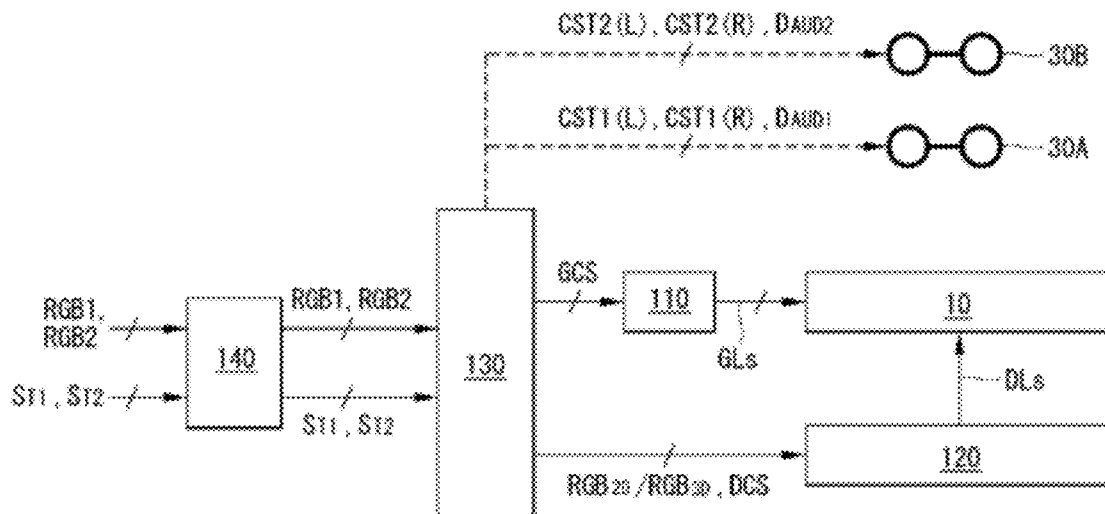 CST2(L), CST2(R), DAUD2
30B
CST1(L), CST1(R), DAUD1
30A
GCS
110
10
RGB1,
RGB2
RGB1, RGB2
140
130
GLs
DLs
ST1, ST2
ST1, ST2
120
RGB2D/RGB3D, DCS